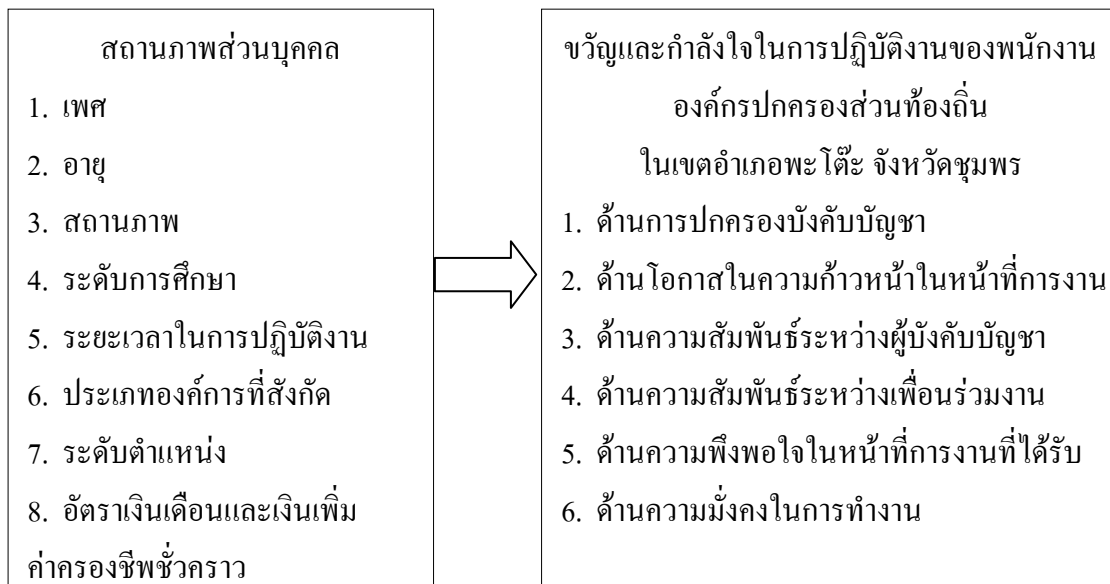 สถานภาพส่วนบุคคล
1. เพศ
2. อายุ
3. สถานภาพ
4. ระดับการศึกษา
5. ระยะเวลาในการปฏิบัติงาน
6. ประเภทองค์การที่สังกัด
7. ระดับตำแหน่ง
8. อัตราเงินเดือนและเงินเพิ่ม
ค่าครองชีพชั่วคราว
ขวัญและกำลังใจในการปฏิบัติงานของพนักงาน
องค์กรปกครองส่วนท้องถิ่น
ในเขตอำเภอพะโต๊ะ จังหวัดชุมพร
1. ด้านการปกครองบังคับบัญชา
2. ด้านโอกาสในความก้าวหน้าในหน้าที่การงาน
3. ด้านความสัมพันธ์ระหว่างผู้บังคับบัญชา
4. ด้านความสัมพันธ์ระหว่างเพื่อนร่วมงาน
5. ด้านความพึงพอใจในหน้าที่การงานที่ได้รับ
6. ด้านความมั่งคงในการทำงาน